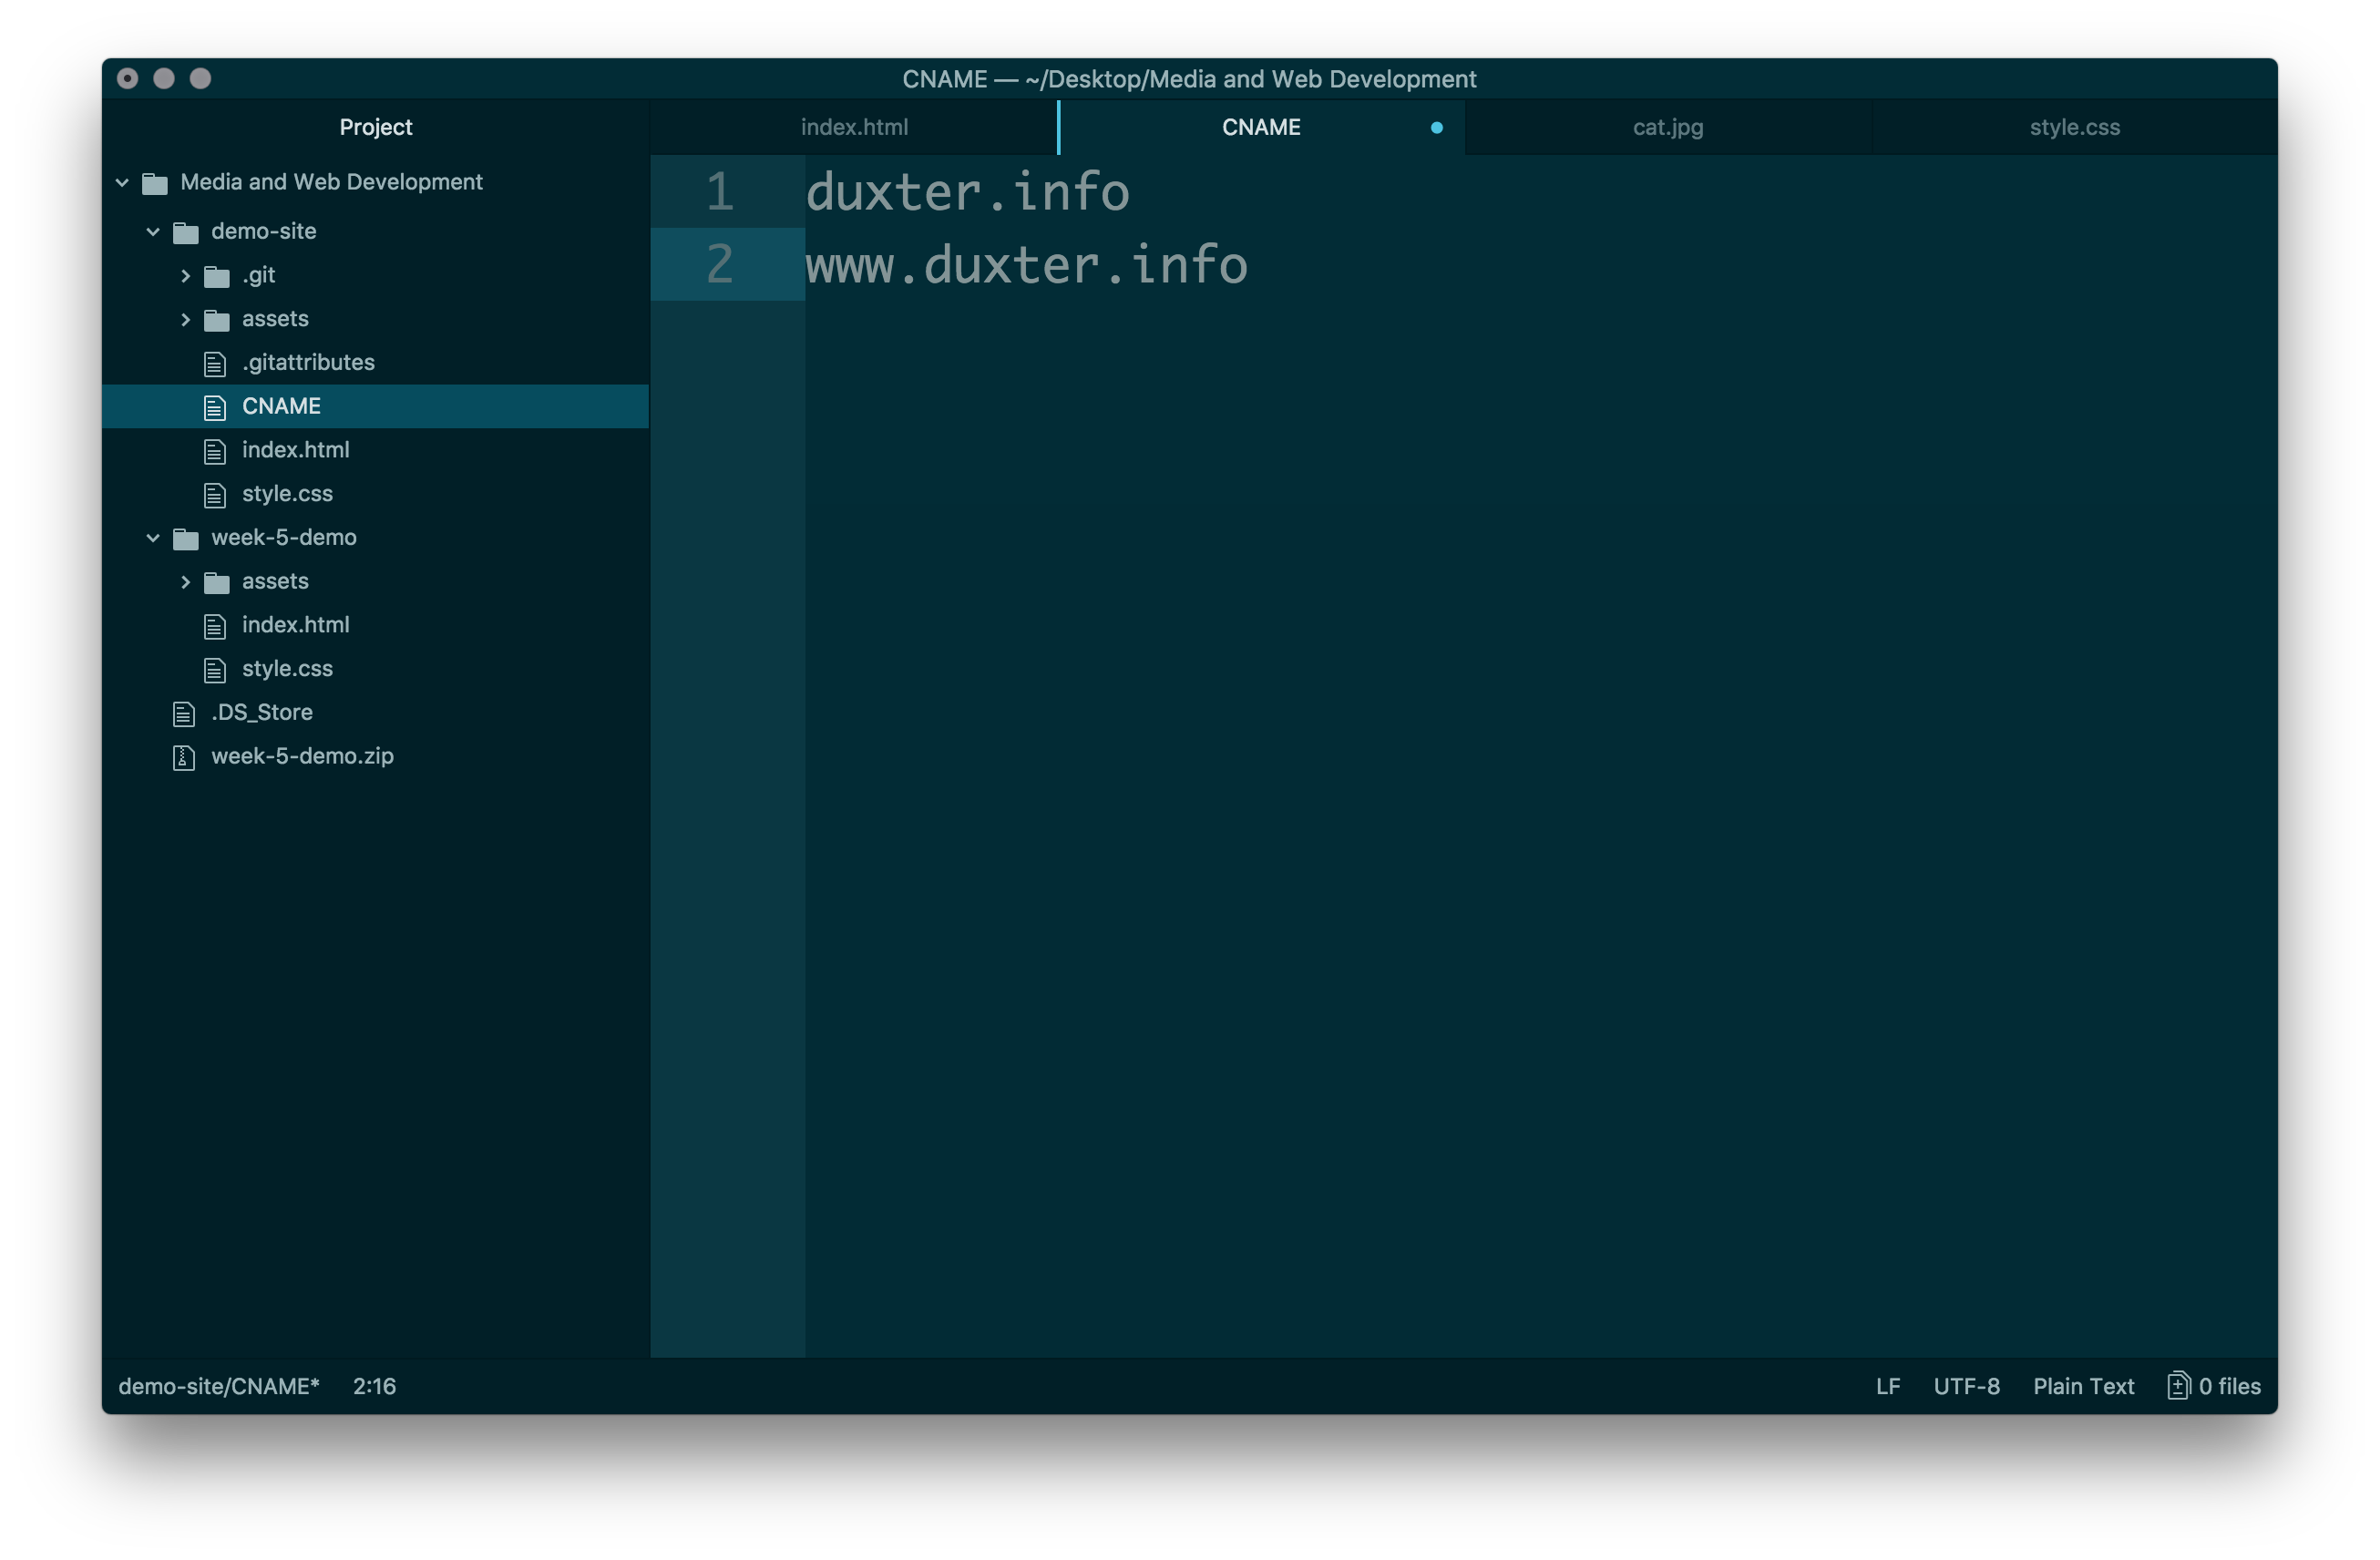 CNAME — ~/Desktop/Media and Web Development
Project
index.html
CNAME
cat.jpg
style.css
Media and Web Development
demo-site
.git
assets
.gitattributes
CNAME
index.html
style.css
week-5-demo
assets
index.html
style.css
.DS_Store
week-5-demo.zip
1 duxter.info
2 www.duxter.info
demo-site/CNAME* 2:16 LF UTF-8 Plain Text 0 files